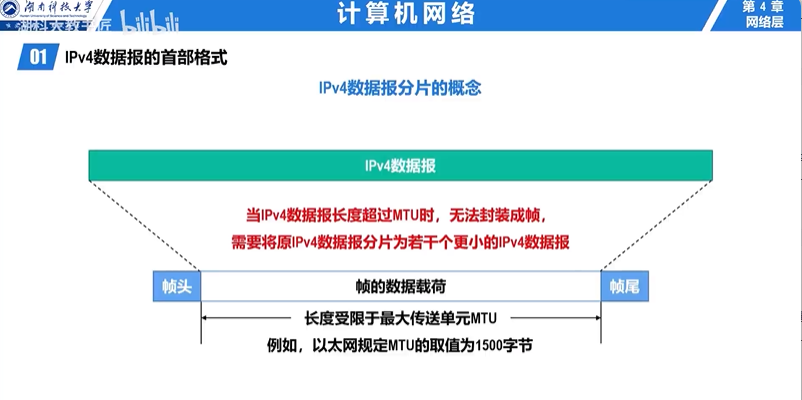 湖南科技大学
Hunan University of Science and Technology
湖科大教书匠 bilibili
计算机网络
第 4 章
网络层
01 IPv4数据报的首部格式
IPv4数据报分片的概念
IPv4数据报
当IPv4数据报长度超过MTU时，无法封装成帧，
需要将原IPv4数据报分片为若干个更小的IPv4数据报
帧头 帧的数据载荷 帧尾
长度受限于最大传送单元MTU
例如，以太网规定MTU的取值为1500字节